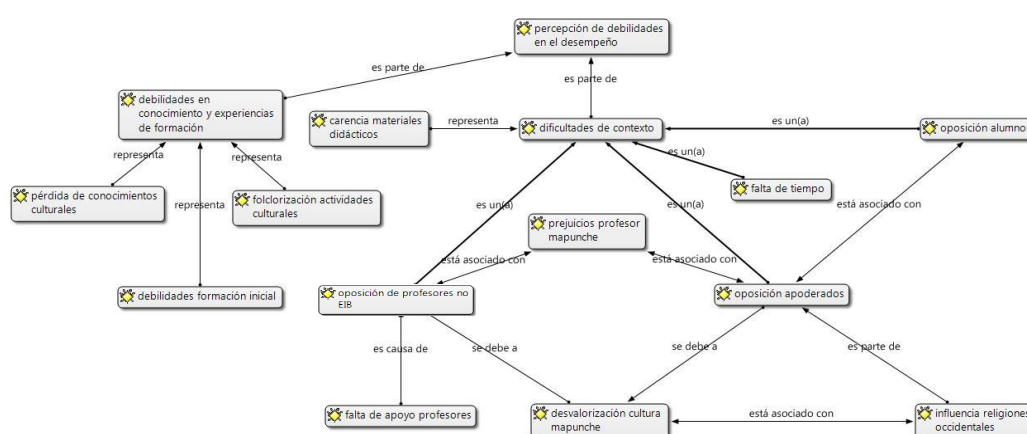 percepción de debilidades
en el desempeño
es parte de
es parte de
debilidades en
conocimiento y experiencias
de formación
carencia materiales
didácticos
representa
dificultades de contexto
es un(a)
oposición alumno
representa
representa
es un(a)
falta de tiempo
pérdida de conocimientos
culturales
representa
folclorización actividades
culturales
es un(a)
es un(a)
está asociado con
prejuicios profesor
mapunche
está asociado con
está asociado con
debilidades formación inicial
oposición de profesores no
EIB
oposición apoderados
es causa de
se debe a
se debe a
es parte de
falta de apoyo profesores
desvalorización cultura
mapunche
está asociado con
influencia religiones
occidentales